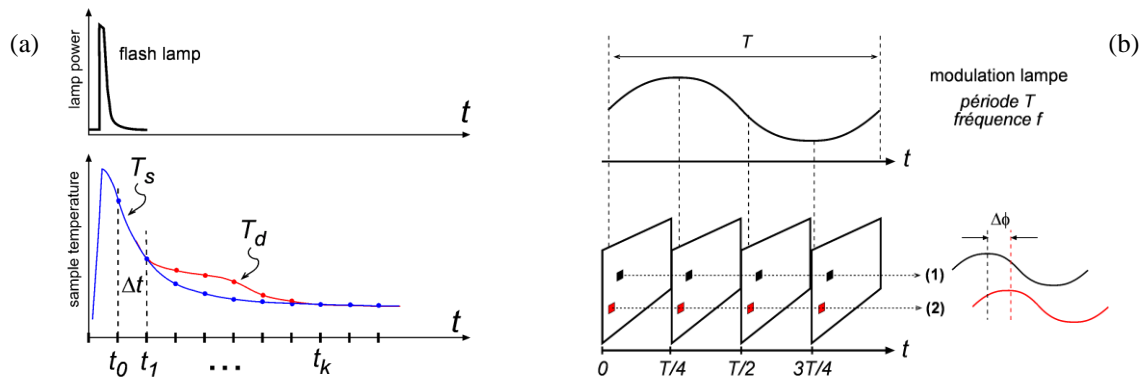 (a)
lamp power
flash lamp
t
sample temperature
T_s
T_d
Δt
t
t_0 t_1 ... t_k
(b)
T
modulation lampe
période T
fréquence f
t
Δϕ
(1)
(2)
t
0 T/4 T/2 3T/4